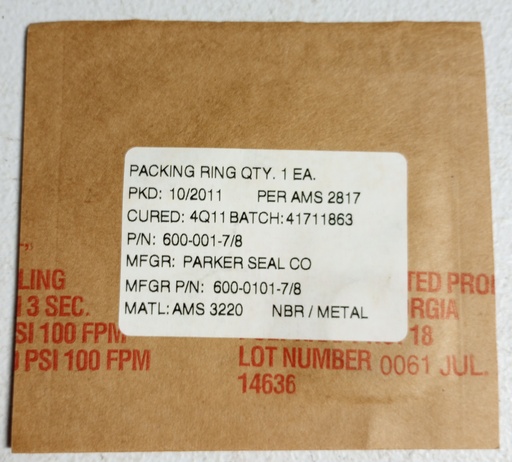 PACKING RING QTY. 1 EA.
PKD: 10/2011 PER AMS 2817
CURED: 4Q11 BATCH: 41711863
P/N: 600-001-7/8
MFGR: PARKER SEAL CO
MFGR P/N: 600-0101-7/8
MATL: AMS 3220 NBR / METAL
LING
3 SEC.
SI 100 FPM
PSI 100 FPM
TED PRO
RGIA
18
LOT NUMBER 0061 JUL.
14636